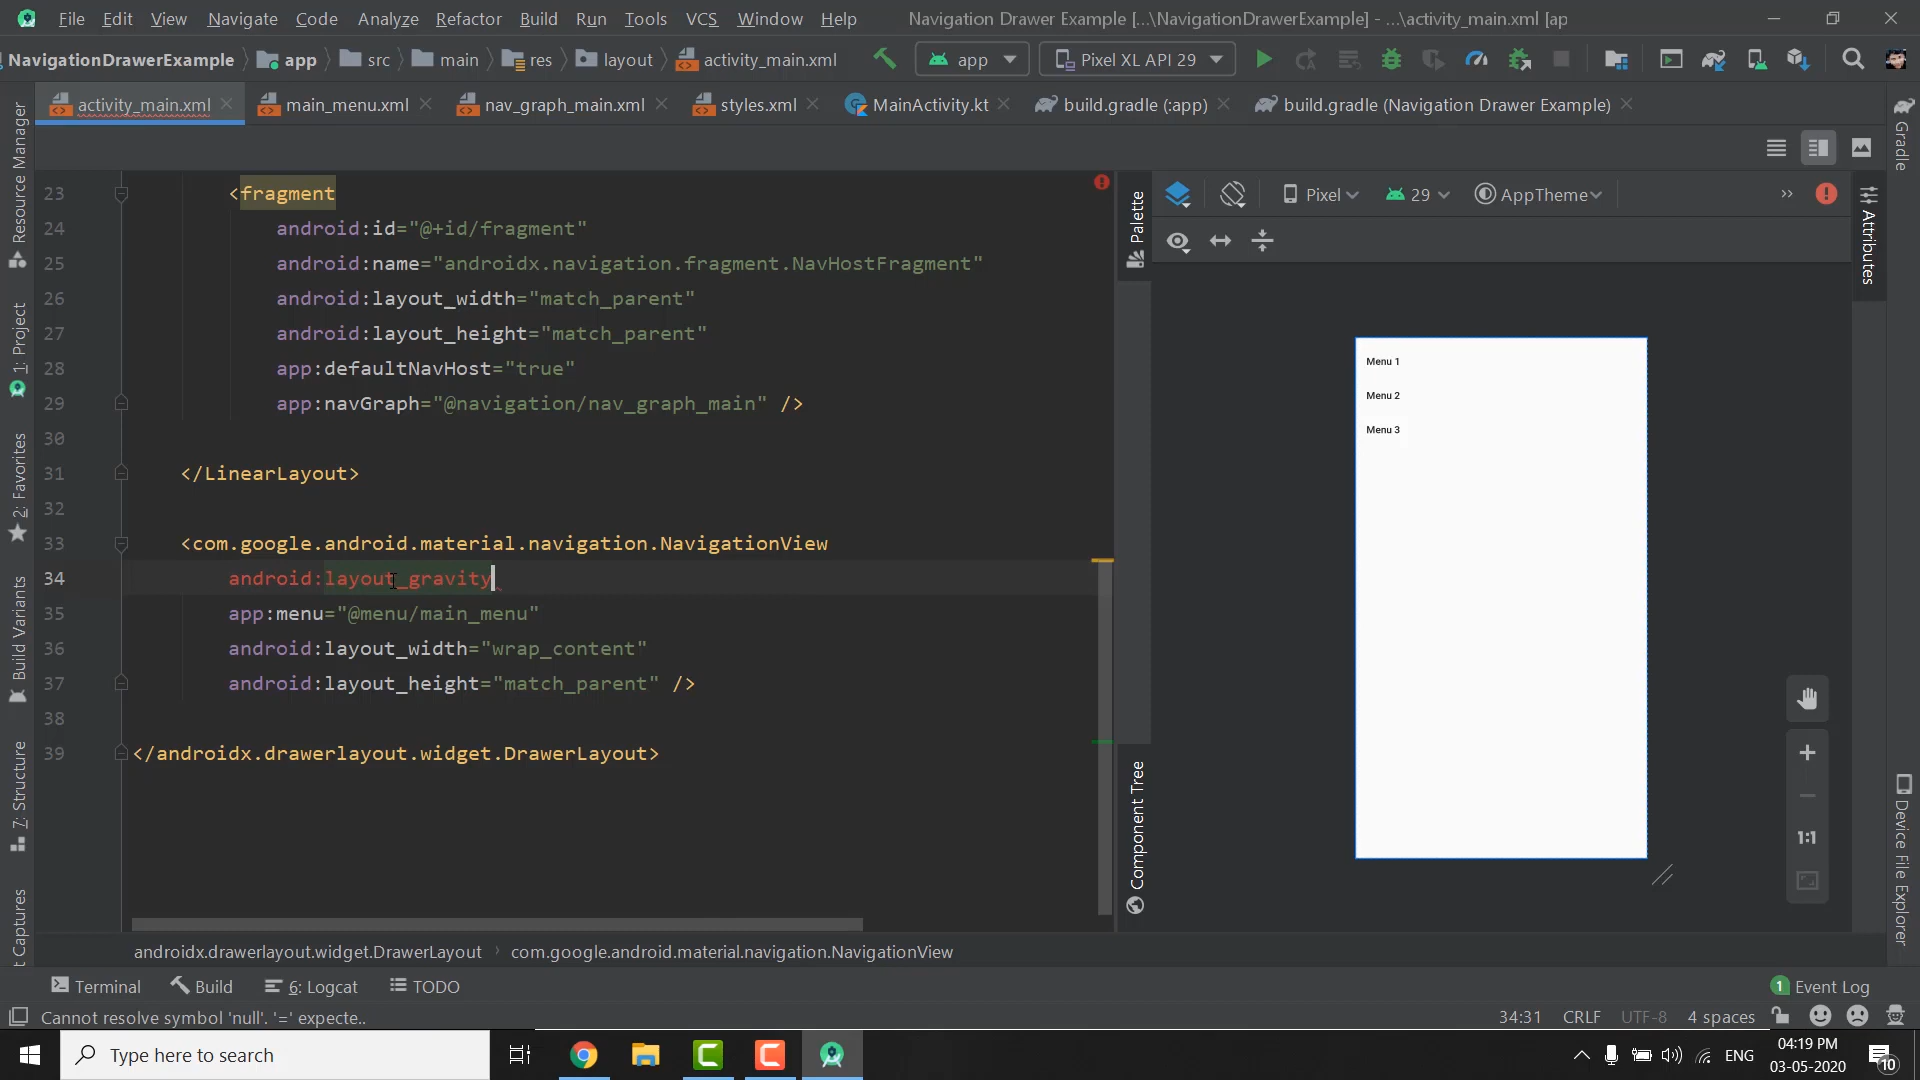 File Edit View Navigate Code Analyze Refactor Build Run Tools VCS Window Help Navigation Drawer Example [...\NavigationDrawerExample] - ...\activity_main.xml [ap
NavigationDrawerExample app src main res layout activity_main.xml app Pixel XL API 29
activity_main.xml main_menu.xml nav_graph_main.xml styles.xml MainActivity.kt build.gradle (:app) build.gradle (Navigation Drawer Example)
Resource Manager
1: Project
2: Favorites
Build Variants
7: Structure
t Captures
23 <fragment
24 android:id="@+id/fragment"
25 android:name="androidx.navigation.fragment.NavHostFragment"
26 android:layout_width="match_parent"
27 android:layout_height="match_parent"
28 app:defaultNavHost="true"
29 app:navGraph="@navigation/nav_graph_main" />
30
31 </LinearLayout>
32
33 <com.google.android.material.navigation.NavigationView
34 android:layout_gravity
35 app:menu="@menu/main_menu"
36 android:layout_width="wrap_content"
37 android:layout_height="match_parent" />
38
39 </androidx.drawerlayout.widget.DrawerLayout>
Palette
Component Tree
Pixel 29 AppTheme »
Menu 1
Menu 2
Menu 3
1:1
Gradle
Attributes
Device File Explorer
androidx.drawerlayout.widget.DrawerLayout › com.google.android.material.navigation.NavigationView
Terminal Build 6: Logcat TODO 1 Event Log
Cannot resolve symbol 'null'. '=' expecte.. 34:31 CRLF UTF-8 4 spaces
Type here to search ENG 04:19 PM
03-05-2020 10